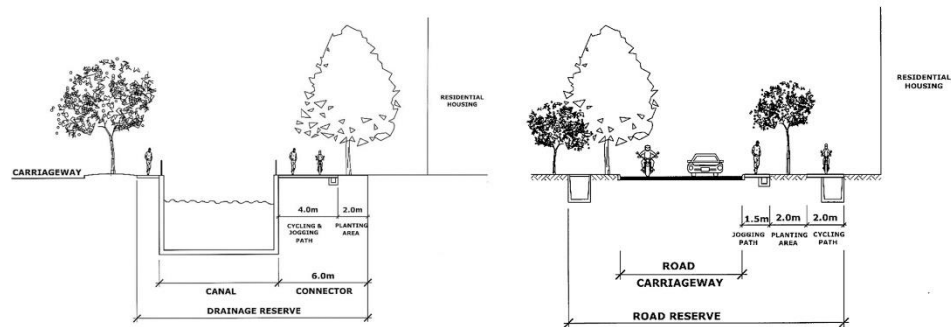 RESIDENTIAL
HOUSING
CARRIAGEWAY
4.0m
2.0m
CYCLING &
JOGGING
PATH
PLANTING
AREA
6.0m
CANAL
CONNECTOR
DRAINAGE RESERVE
RESIDENTIAL
HOUSING
1.5m
2.0m
2.0m
JOGGING
PATH
PLANTING
AREA
CYCLING
PATH
ROAD
CARRIAGEWAY
ROAD RESERVE